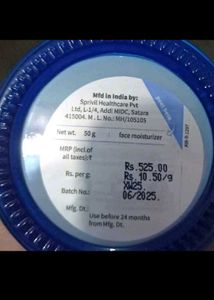 Mfd in India by:
Sprivil Healthcare Pvt
Ltd, L-1/4, Addl MIDC, Satara
415004. M. L. No.: MH/105105
Net wt. 50 g : face moisturizer
MRP (incl.of
all taxes):₹ Rs.525.00
Rs. per g: Rs.10.50/g
Batch No.: XW25
06/2025.
Mfg. Dt.:
Use before 24 months
from Mfg. Dt.